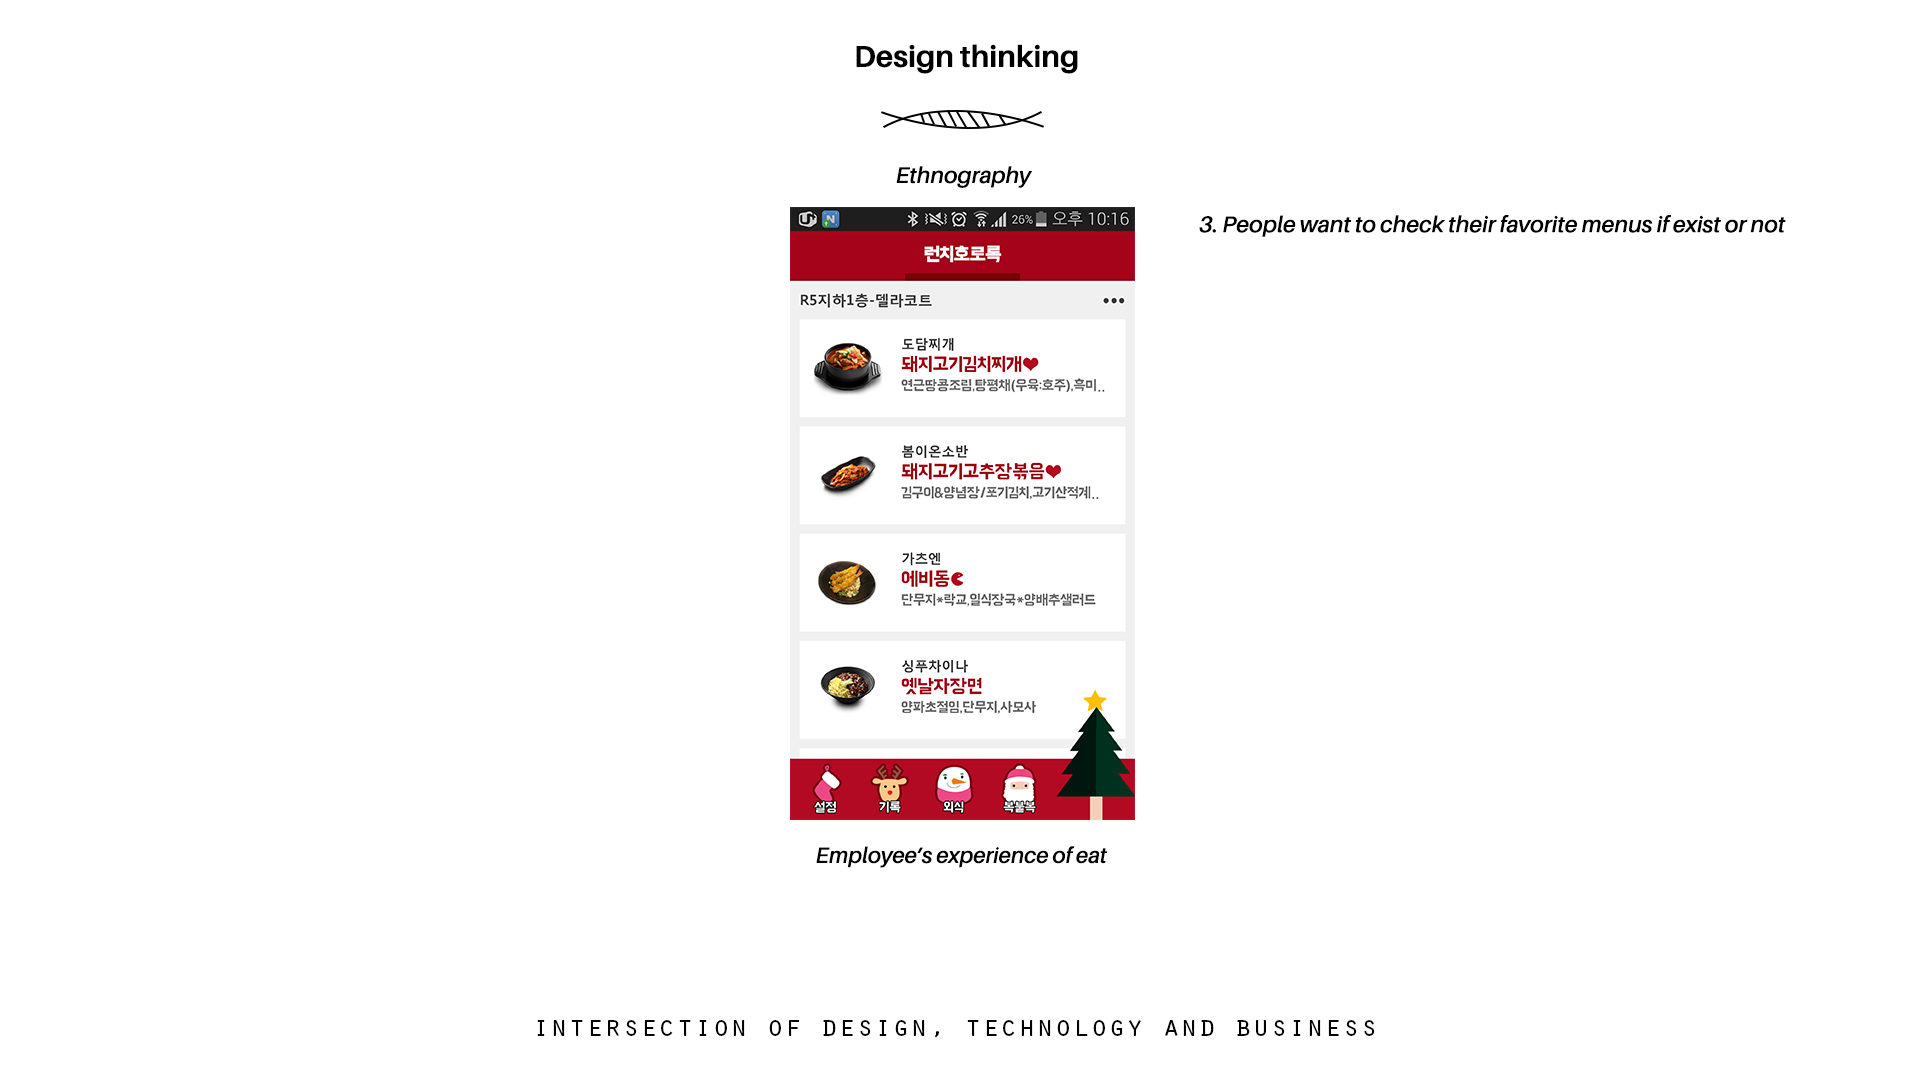 Design thinking
Ethnography
26% 오후 10:16
런치호로록
R5지하1층-델라코트
도담찌개
돼지고기김치찌개
연근땅콩조림,탕평채(우육:호주),흑미..
봄이온소반
돼지고기고추장볶음
김구이&양념장/포기김치,고기산적게..
가츠엔
에비동
단무지*락교,일식장국*양배추샐러드
싱푸차이나
옛날자장면
양파초절임,단무지,사모사
설정 기록 외식 복불복
3. People want to check their favorite menus if exist or not
Employee’s experience of eat
INTERSECTION OF DESIGN, TECHNOLOGY AND BUSINESS